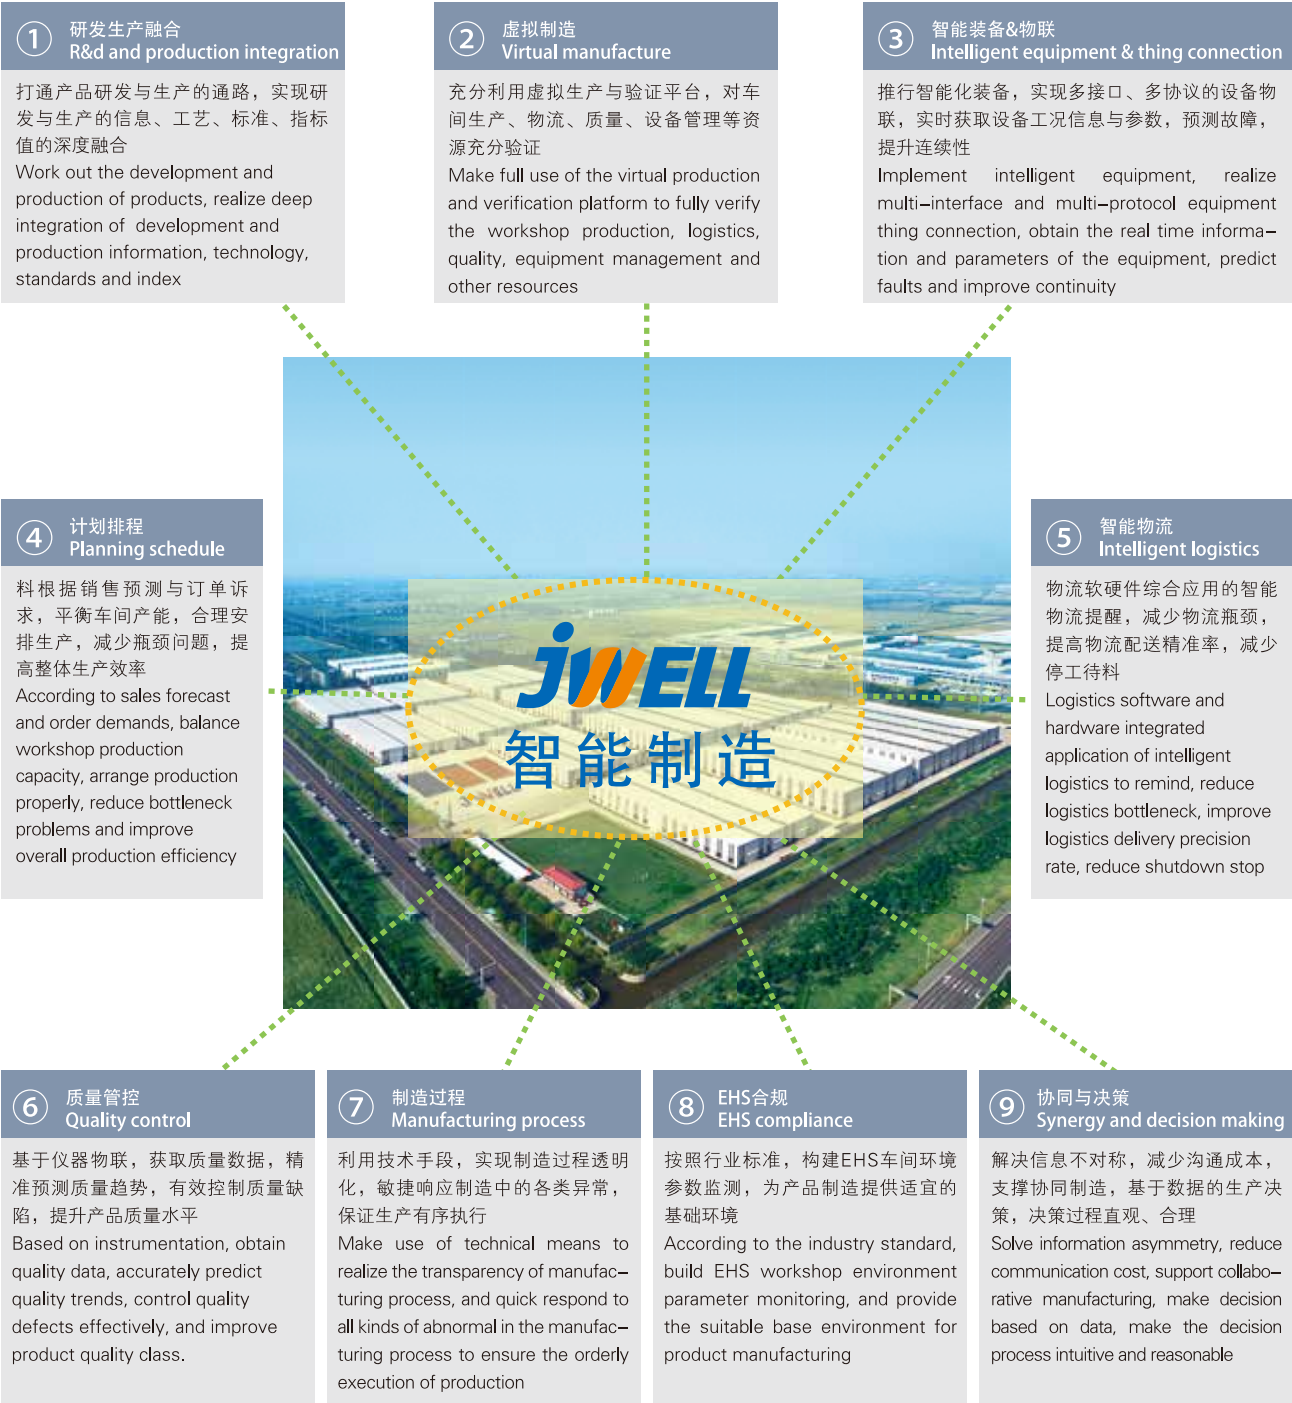 ① 研发生产融合
R&d and production integration
打通产品研发与生产的通路，实现研
发与生产的信息、工艺、标准、指标
值的深度融合
Work out the development and
production of products, realize deep
integration of development and
production information, technology,
standards and index
② 虚拟制造
Virtual manufacture
充分利用虚拟生产与验证平台，对车
间生产、物流、质量、设备管理等资
源充分验证
Make full use of the virtual production
and verification platform to fully verify
the workshop production, logistics,
quality, equipment management and
other resources
③ 智能装备&物联
Intelligent equipment & thing connection
推行智能化装备，实现多接口、多协议的设备物
联，实时获取设备工况信息与参数，预测故障，
提升连续性
Implement intelligent equipment, realize
multi–interface and multi–protocol equipment
thing connection, obtain the real time informa–
tion and parameters of the equipment, predict
faults and improve continuity
④ 计划排程
Planning schedule
料根据销售预测与订单诉
求，平衡车间产能，合理安
排生产，减少瓶颈问题，提
高整体生产效率
According to sales forecast
and order demands, balance
workshop production
capacity, arrange production
properly, reduce bottleneck
problems and improve
overall production efficiency
JWELL
智能制造
⑤ 智能物流
Intelligent logistics
物流软硬件综合应用的智能
物流提醒，减少物流瓶颈，
提高物流配送精准率，减少
停工待料
Logistics software and
hardware integrated
application of intelligent
logistics to remind, reduce
logistics bottleneck, improve
logistics delivery precision
rate, reduce shutdown stop
⑥ 质量管控
Quality control
基于仪器物联，获取质量数据，精
准预测质量趋势，有效控制质量缺
陷，提升产品质量水平
Based on instrumentation, obtain
quality data, accurately predict
quality trends, control quality
defects effectively, and improve
product quality class.
⑦ 制造过程
Manufacturing process
利用技术手段，实现制造过程透明
化，敏捷响应制造中的各类异常，
保证生产有序执行
Make use of technical means to
realize the transparency of manufac–
turing process, and quick respond to
all kinds of abnormal in the manufac–
turing process to ensure the orderly
execution of production
⑧ EHS合规
EHS compliance
按照行业标准，构建EHS车间环境
参数监测，为产品制造提供适宜的
基础环境
According to the industry standard,
build EHS workshop environment
parameter monitoring, and provide
the suitable base environment for
product manufacturing
⑨ 协同与决策
Synergy and decision making
解决信息不对称，减少沟通成本，
支撑协同制造，基于数据的生产决
策，决策过程直观、合理
Solve information asymmetry, reduce
communication cost, support collabo–
rative manufacturing, make decision
based on data, make the decision
process intuitive and reasonable